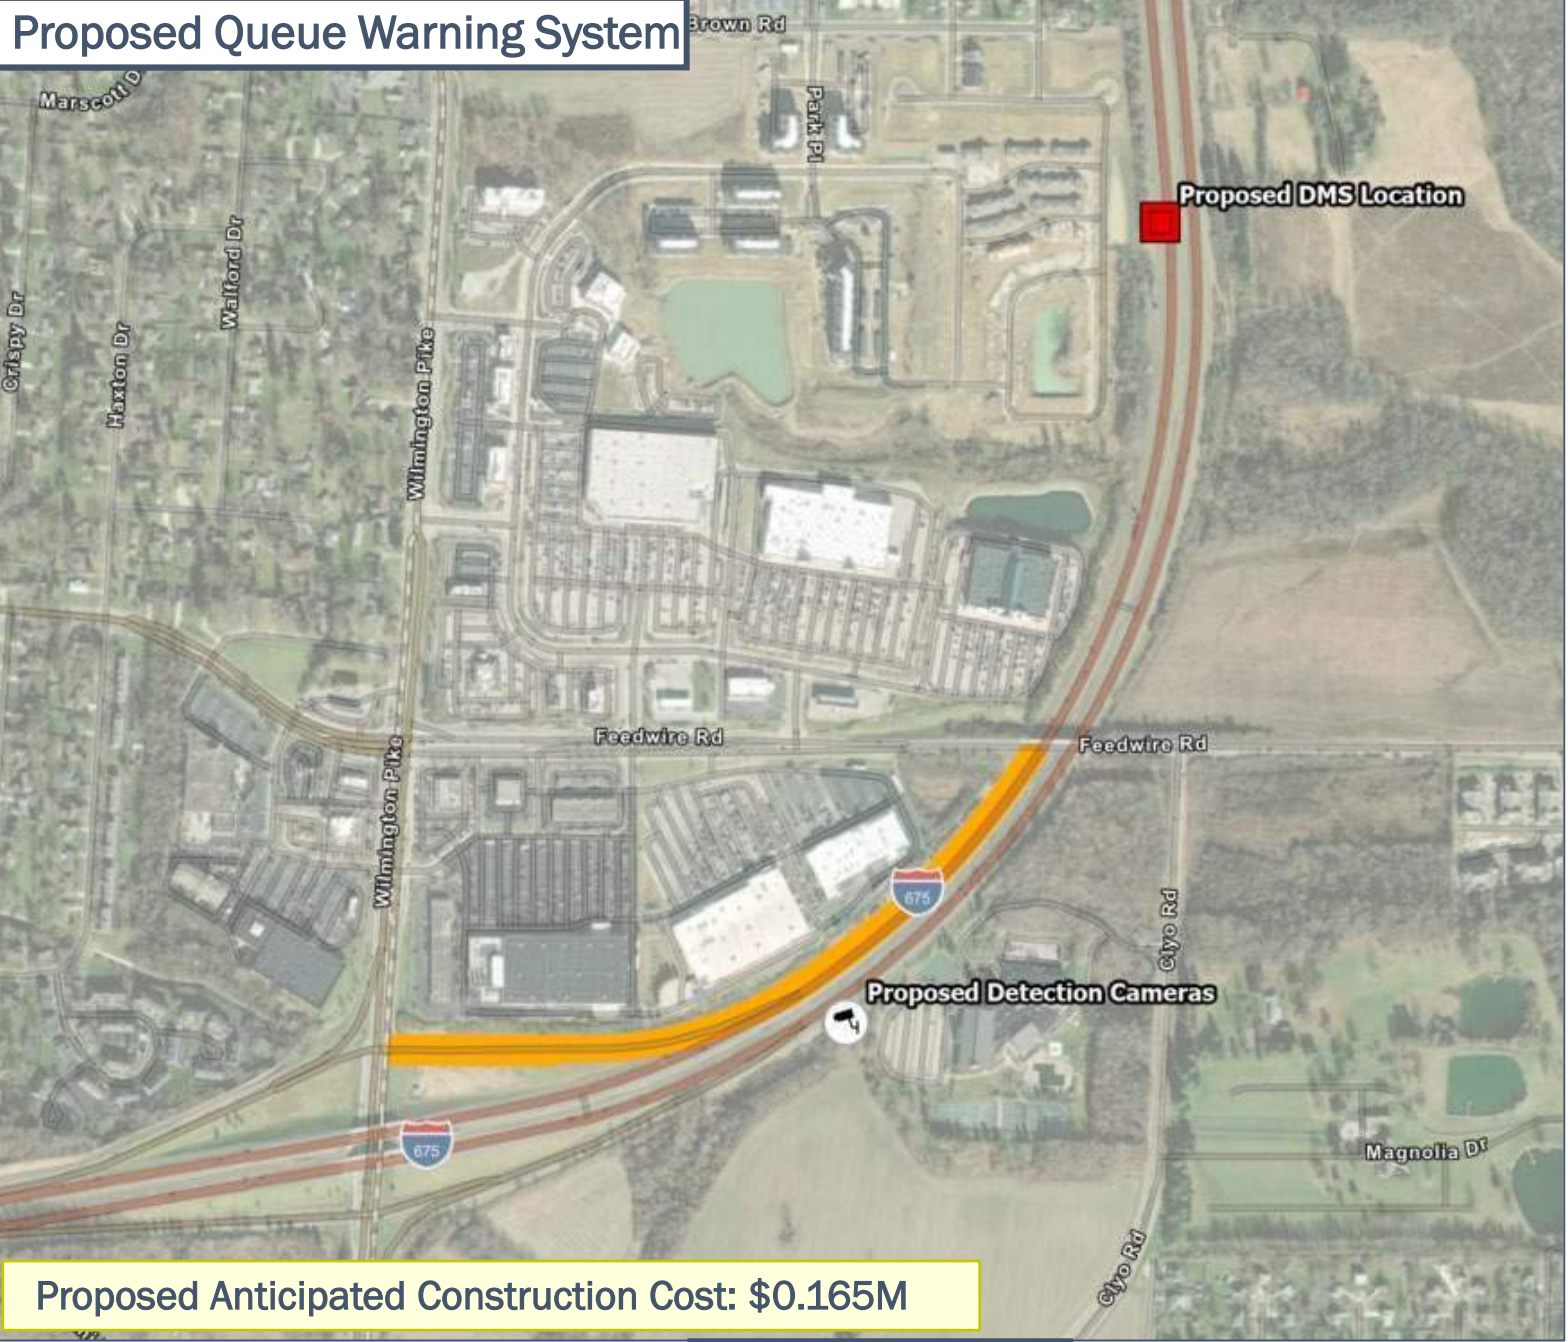 Proposed Queue Warning System
Brown Rd
Marscott D
Park Pl
Proposed DMS Location
Walford Dr
Crispy Dr
Haxton Dr
Wilmington Pike
Feedwire Rd
Feedwire Rd
Wilmington Pike
675
Clyo Rd
Proposed Detection Cameras
675
Magnolia Dr
Clyo Rd
Proposed Anticipated Construction Cost: $0.165M